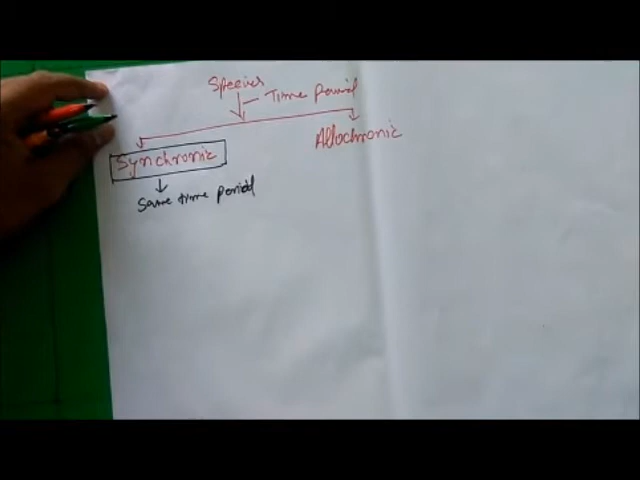 Species
Time period
Allochronic
Synchronic
Same time period